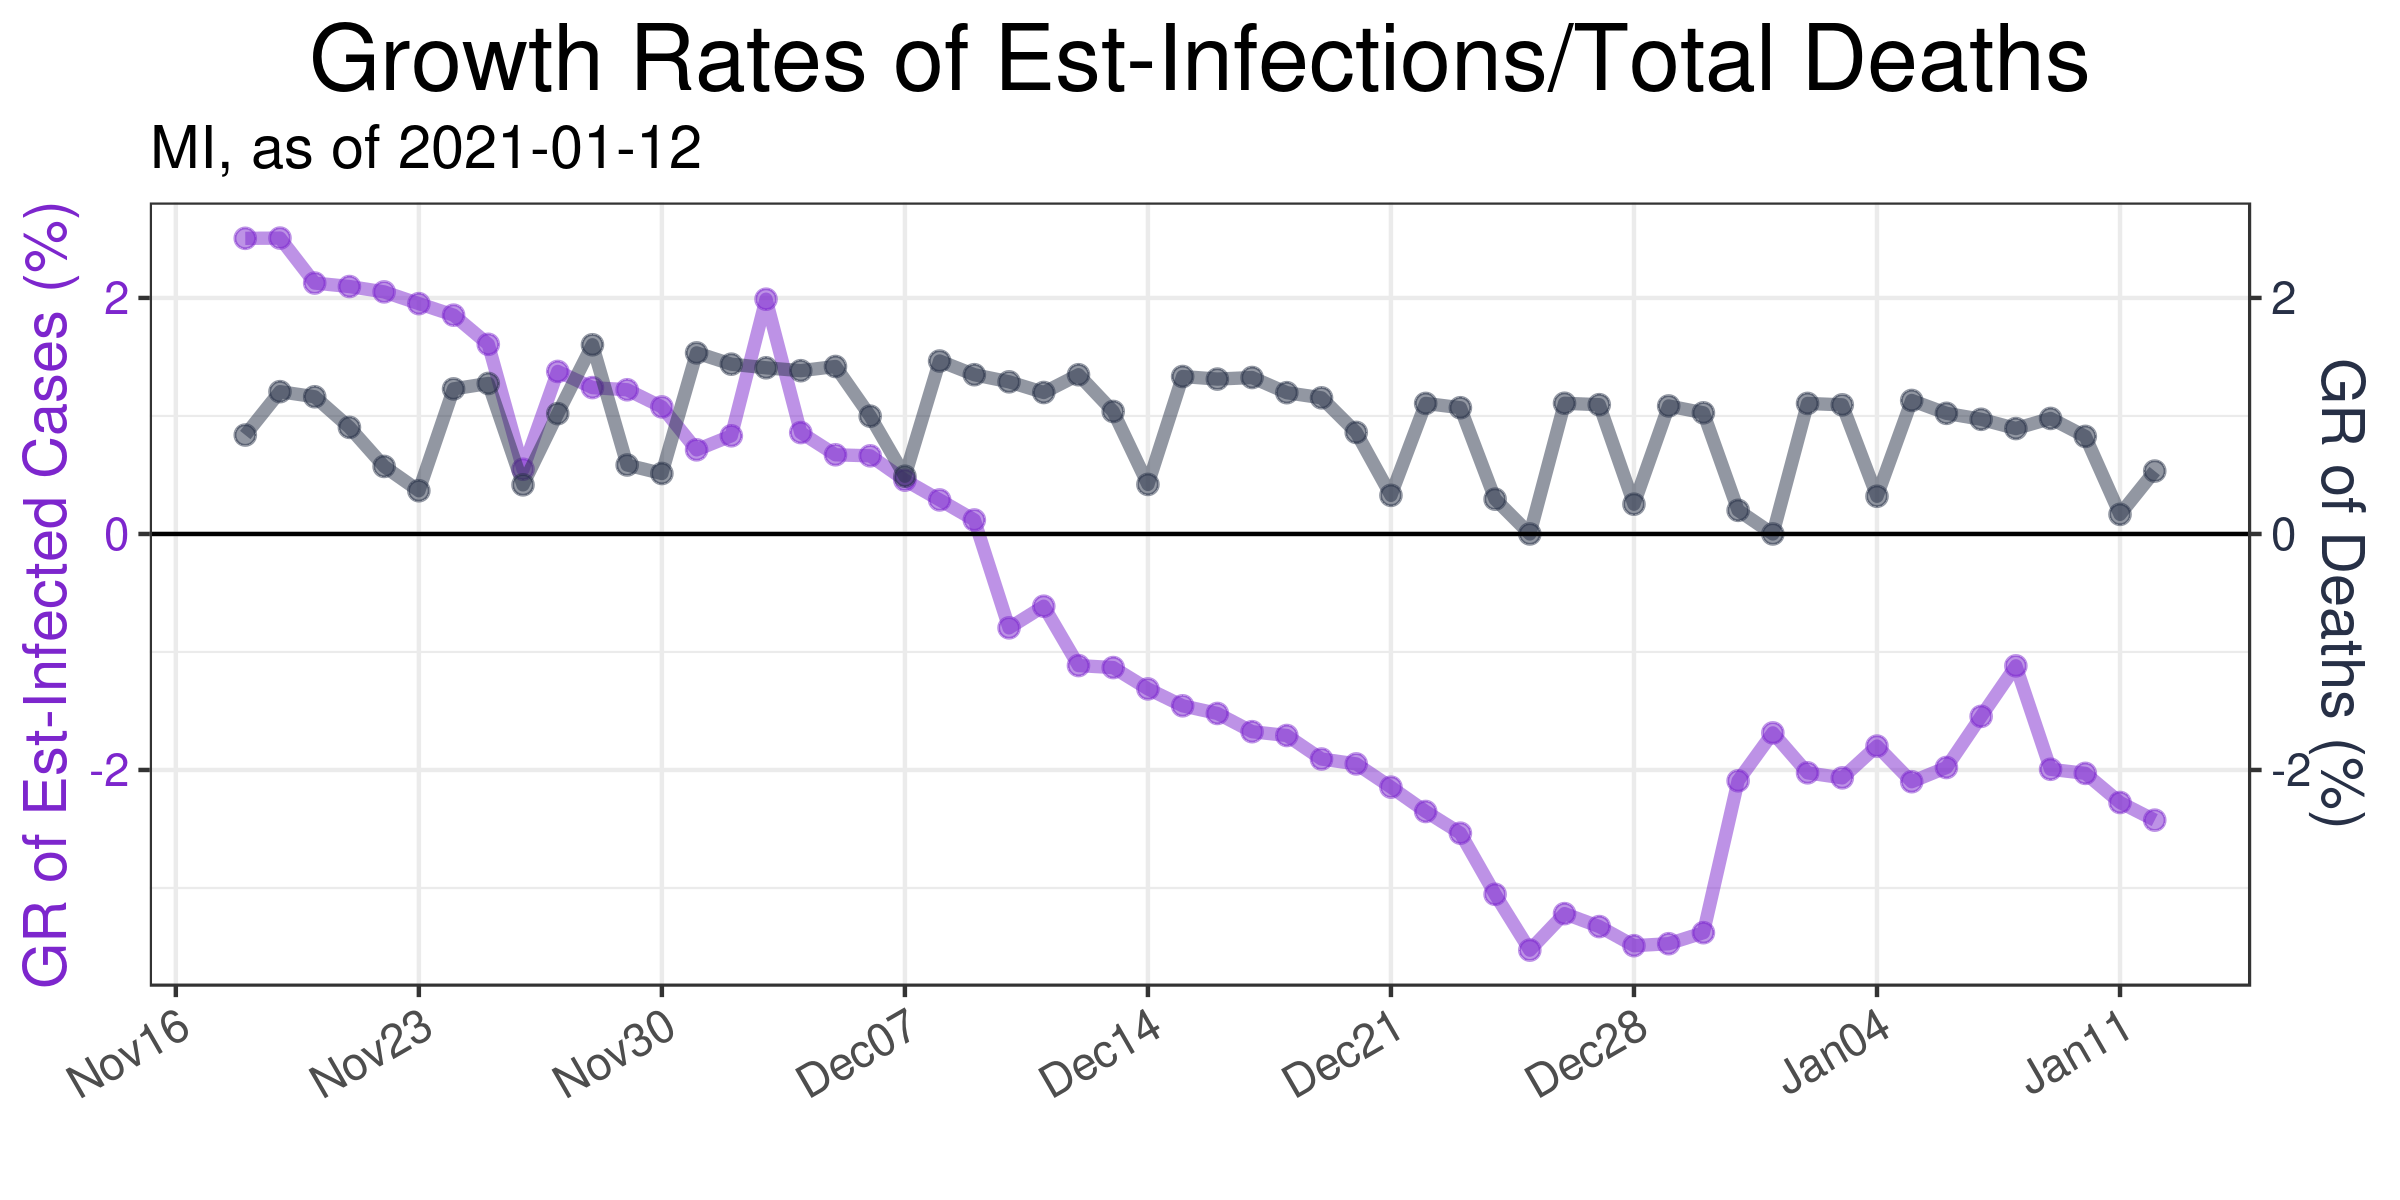 Growth Rates of Est-Infections/Total Deaths
MI, as of 2021-01-12
GR of Est-Infected Cases (%)
2
0
-2
2
0
-2
GR of Deaths (%)
Nov16
Nov23
Nov30
Dec07
Dec14
Dec21
Dec28
Jan04
Jan11